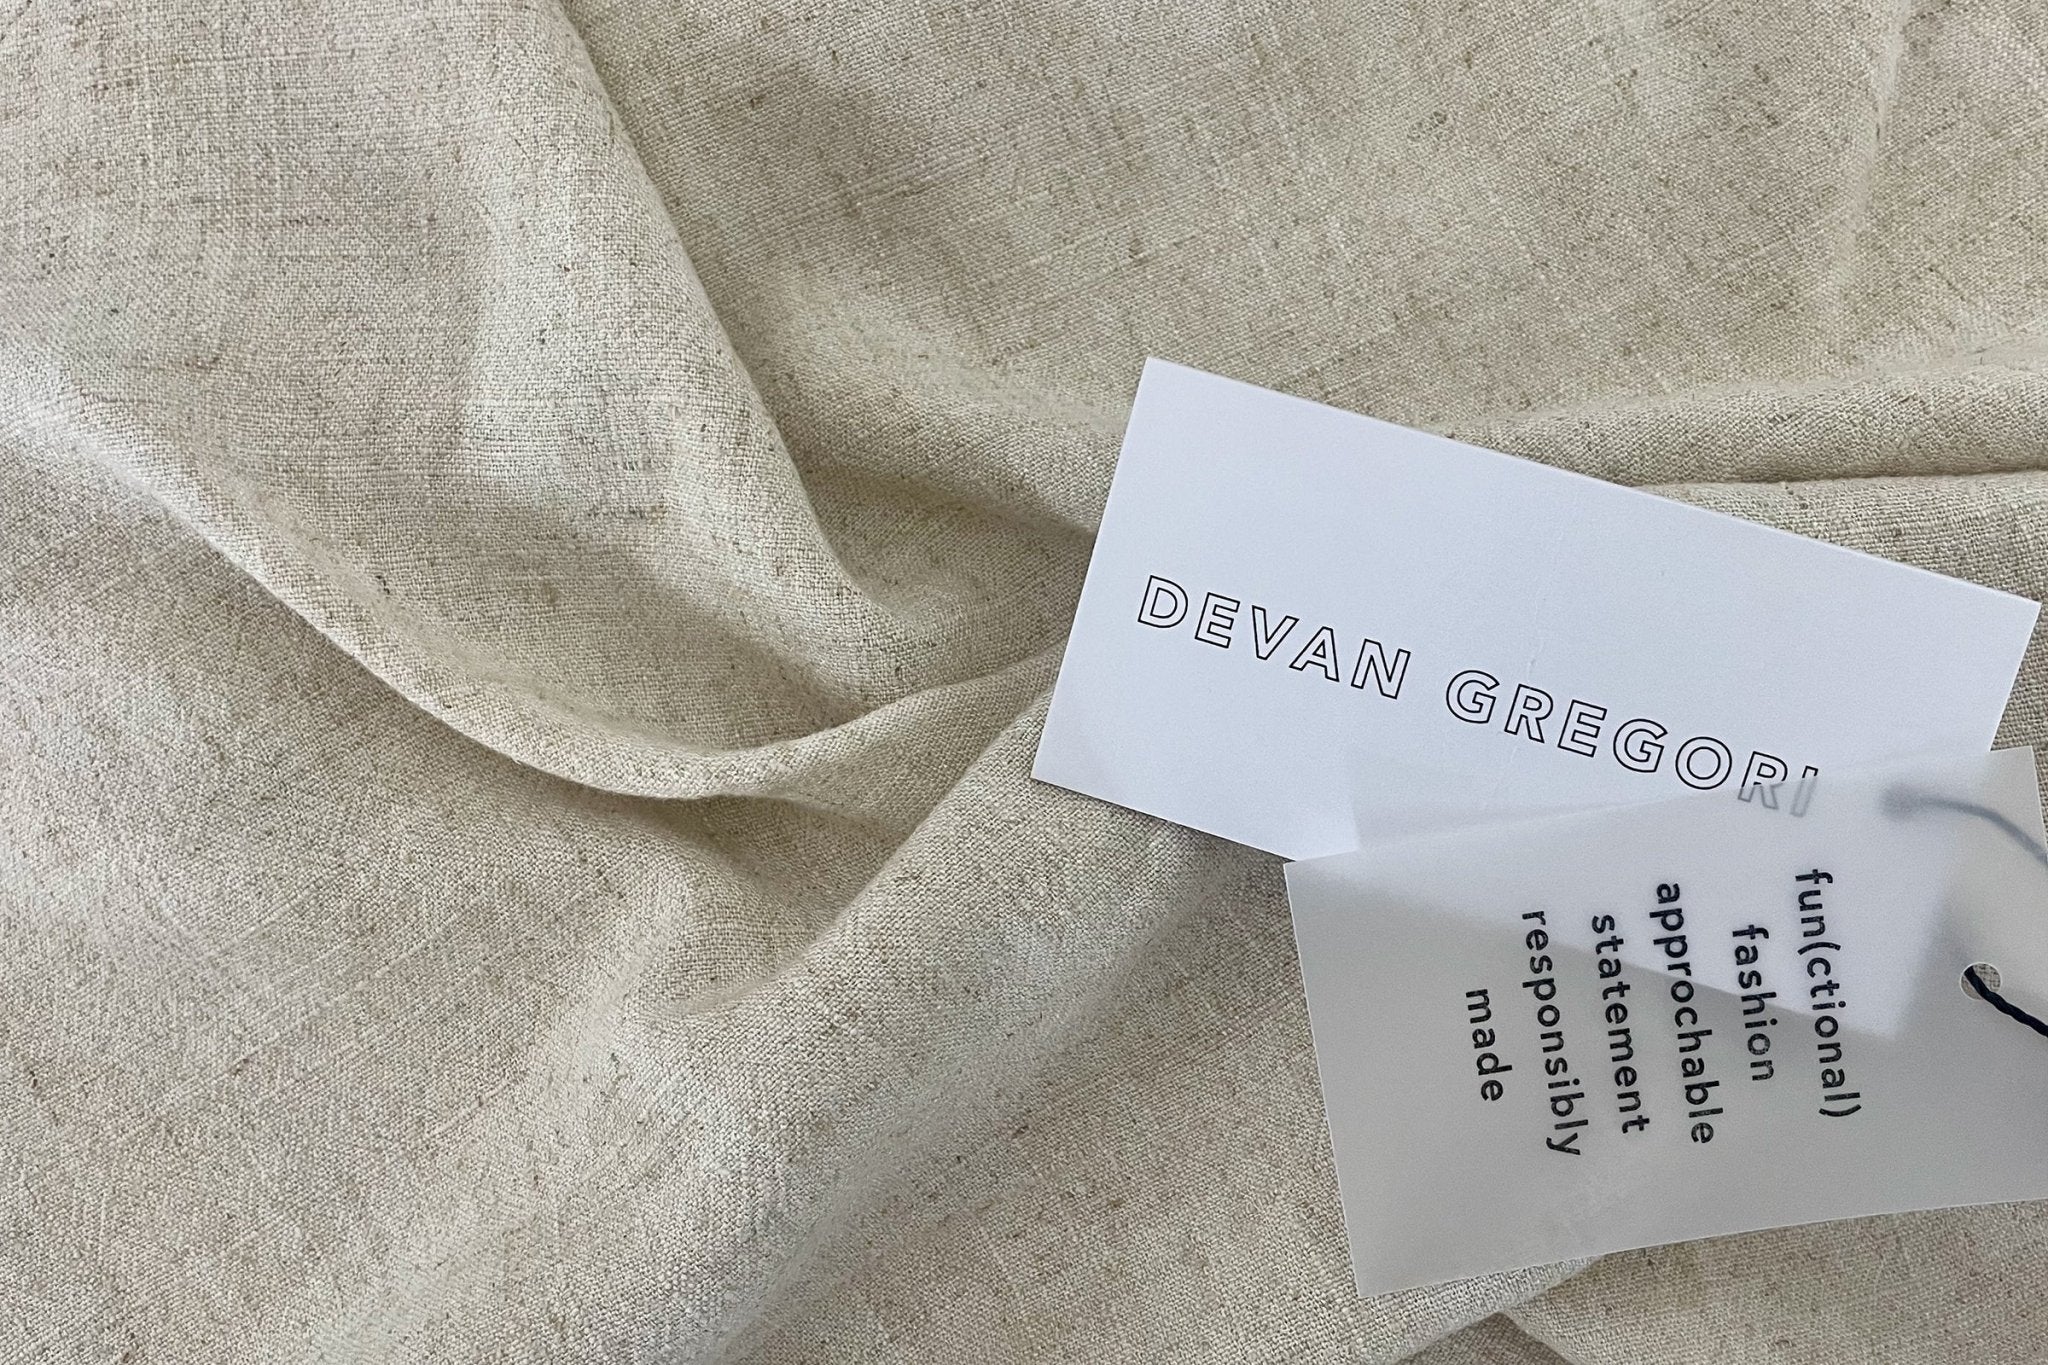 DEVAN GREGORI
fun(ctional)
fashion
approchable
statement
responsibly
made